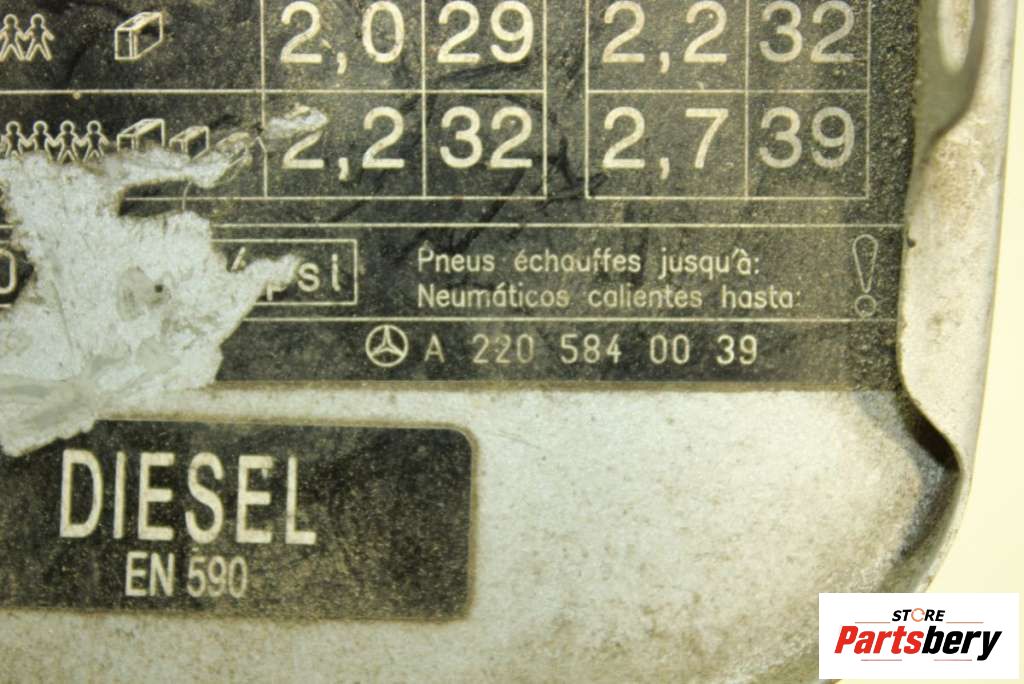 2,0 29 2,2 32
2,2 32 2,7 39
psi
Pneus échauffes jusqu'à:
Neumáticos calientes hasta:
!
A 220 584 00 39
DIESEL
EN 590
STORE
Partsbery